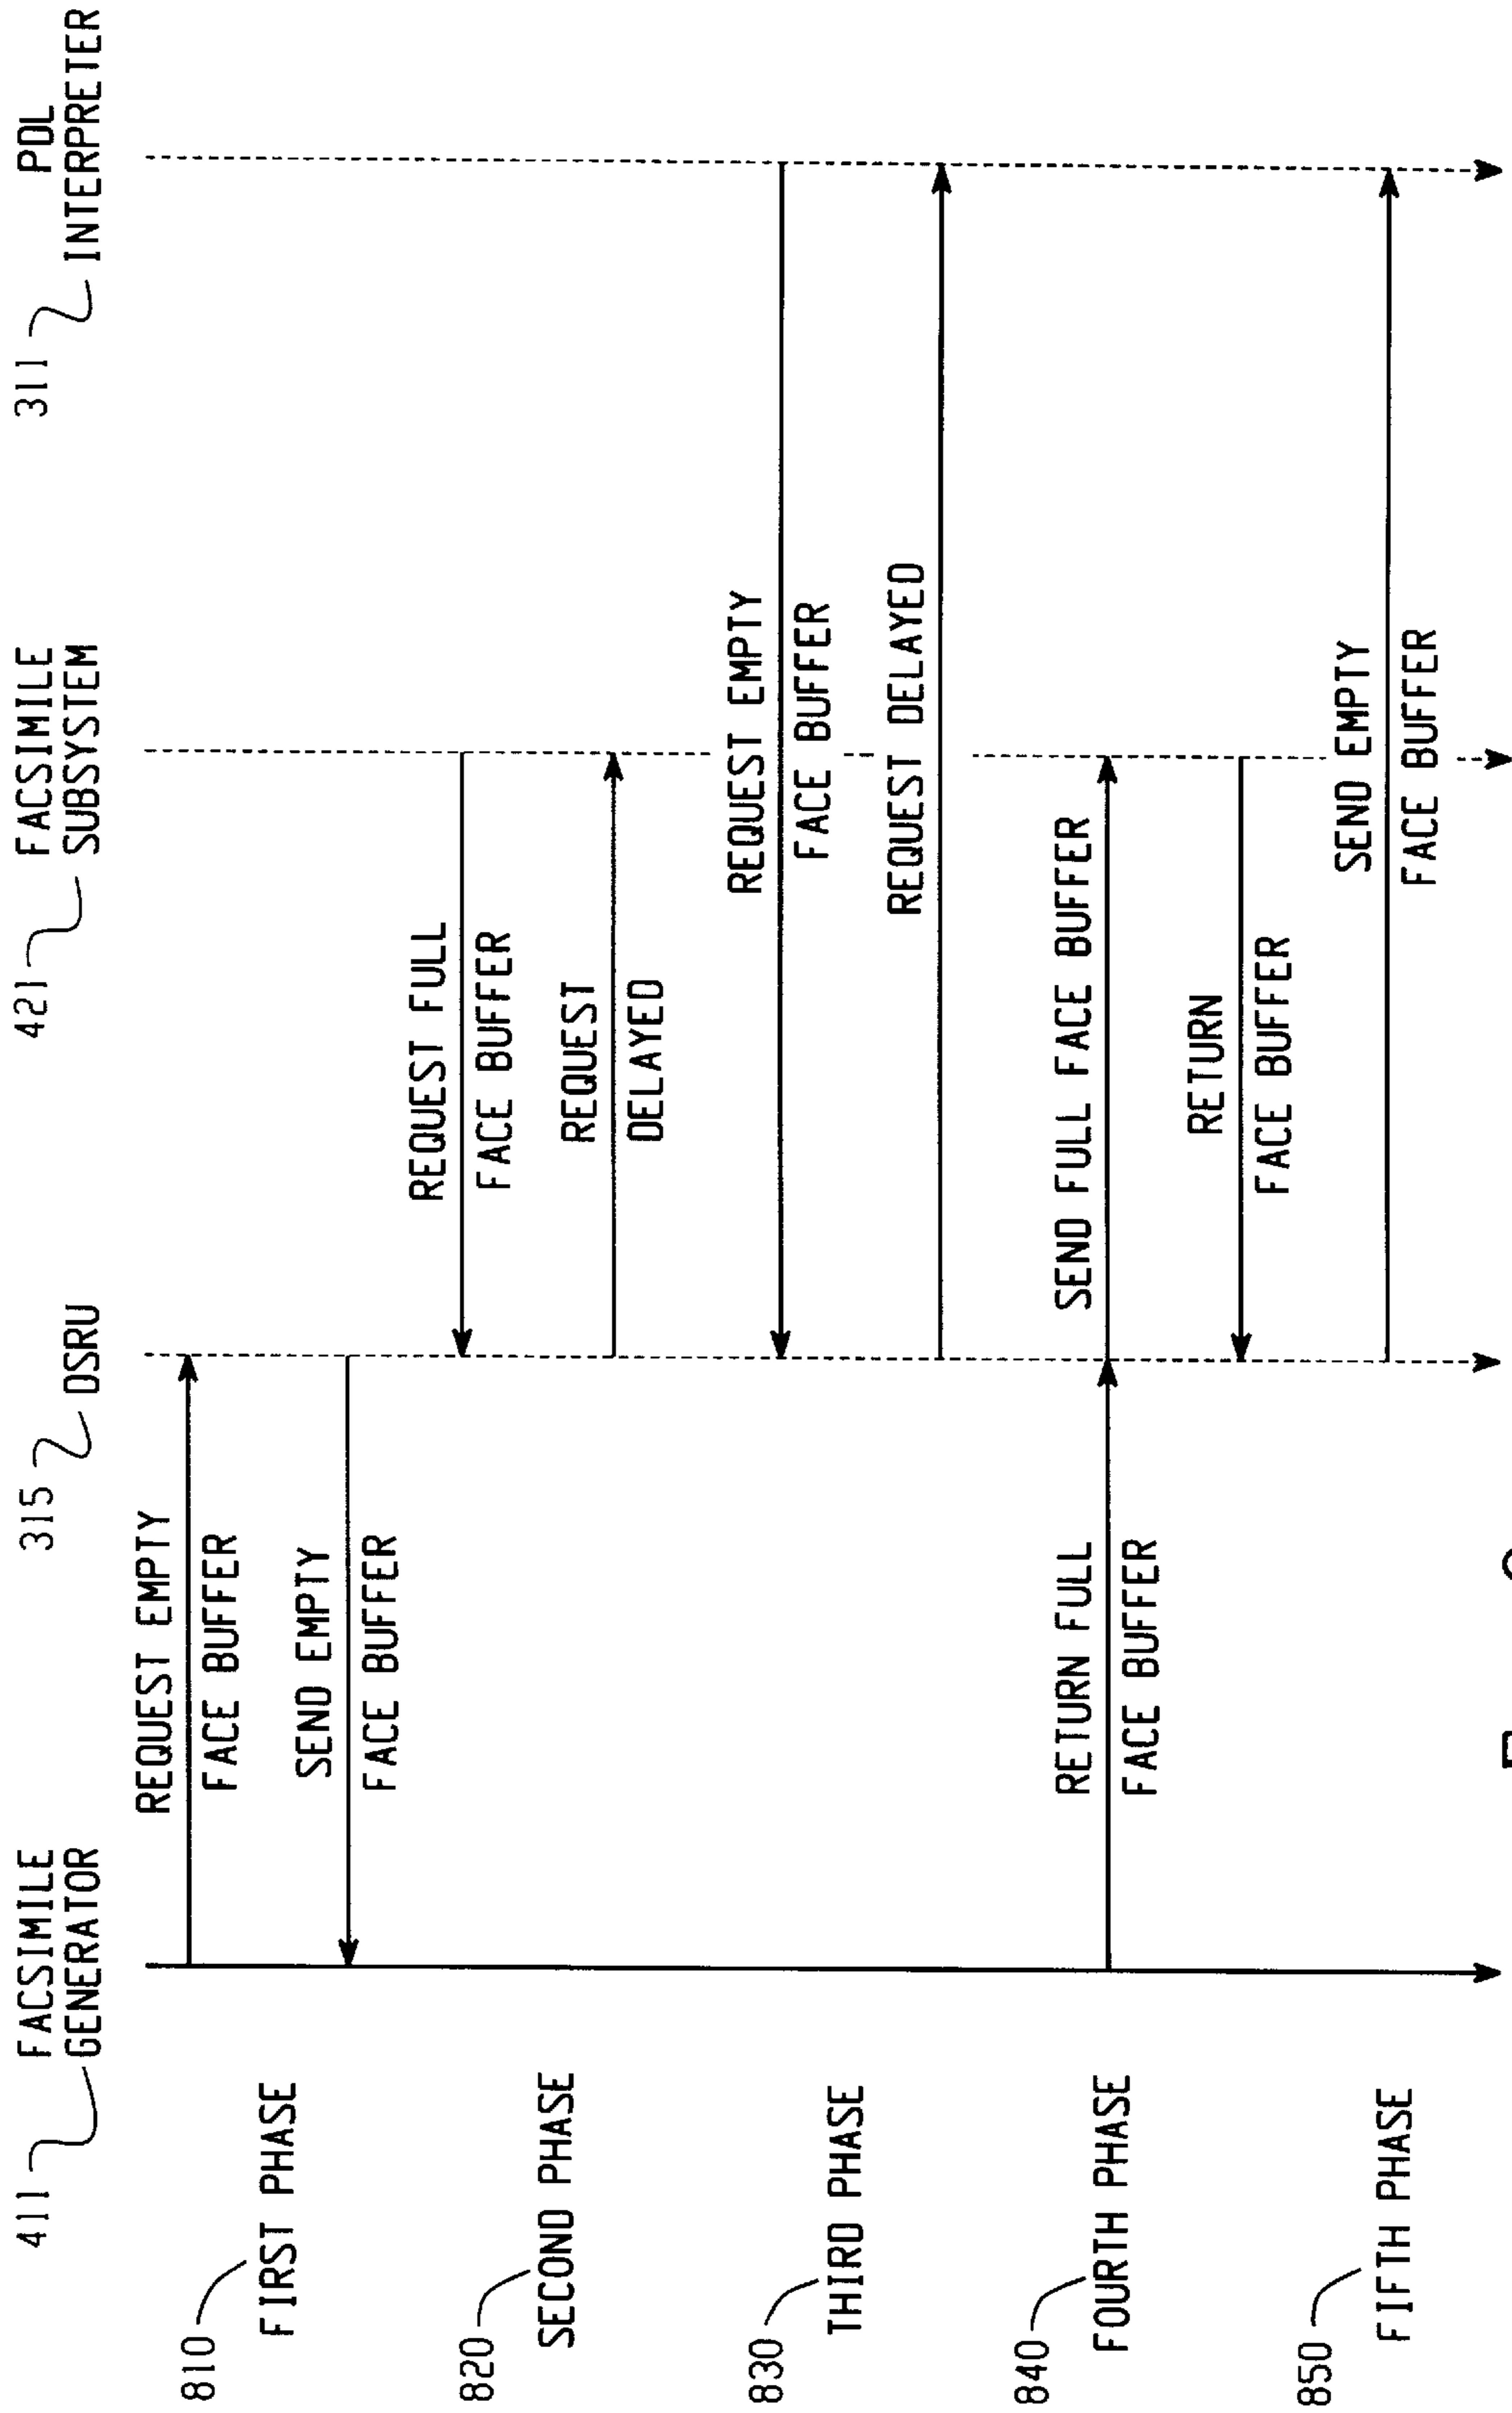 411
FACSIMILE
GENERATOR
315
DSRU
421
FACSIMILE
SUBSYSTEM
311
PDL
INTERPRETER
810
FIRST PHASE
REQUEST EMPTY
FACE BUFFER
SEND EMPTY
FACE BUFFER
820
SECOND PHASE
REQUEST FULL
FACE BUFFER
REQUEST
DELAYED
830
THIRD PHASE
REQUEST EMPTY
FACE BUFFER
REQUEST DELAYED
840
FOURTH PHASE
RETURN FULL
FACE BUFFER
SEND FULL FACE BUFFER
RETURN
FACE BUFFER
850
FIFTH PHASE
SEND EMPTY
FACE BUFFER